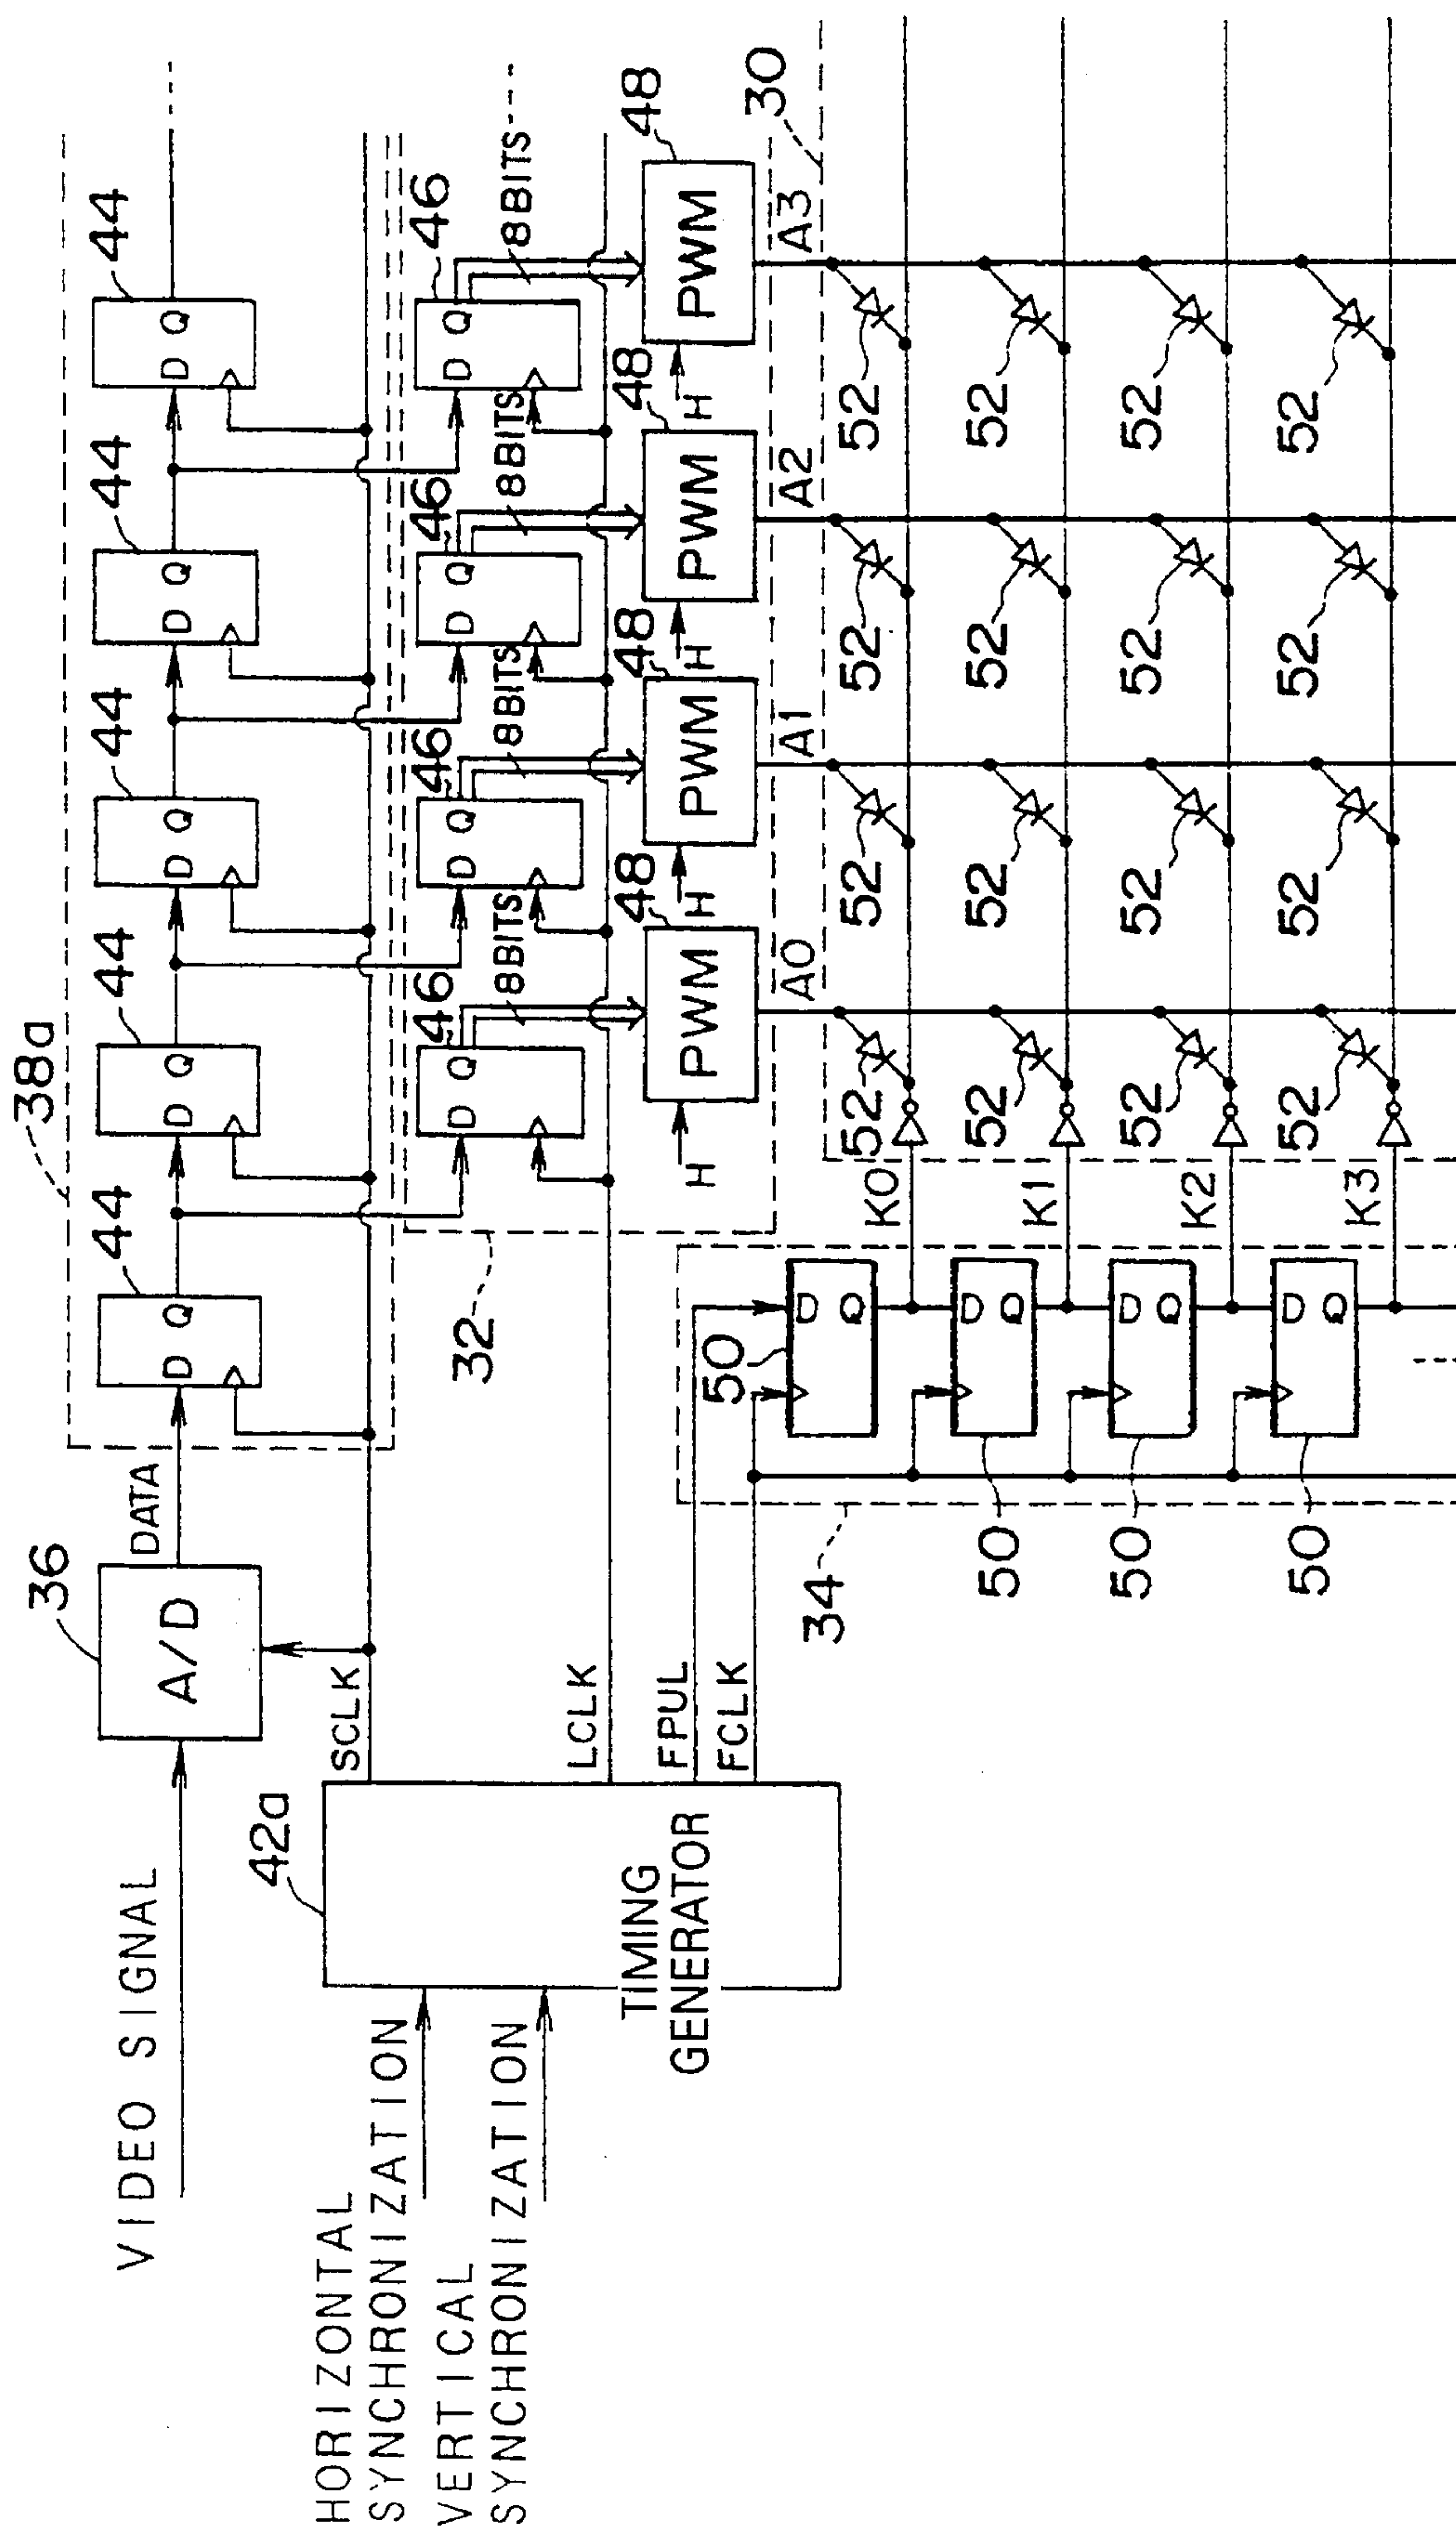 38a
44 44 44 44 44
D Q D Q D Q D Q D Q
36
A/D
DATA
VIDEO SIGNAL
SCLK
46 46 46 46
D Q D Q D Q D Q
8BITS 8BITS 8BITS 8BITS
32
LCLK
48 48 48 48
PWM PWM PWM PWM
H H H H
42a
TIMING
GENERATOR
HORIZONTAL
SYNCHRONIZATION
VERTICAL
SYNCHRONIZATION
FPUL
FCLK
A0 A1 A2 A3
30
34
50
D Q
K0
52 52 52 52
50
D Q
K1
52 52 52 52
50
D Q
K2
52 52 52 52
50
D Q
K3
52 52 52 52